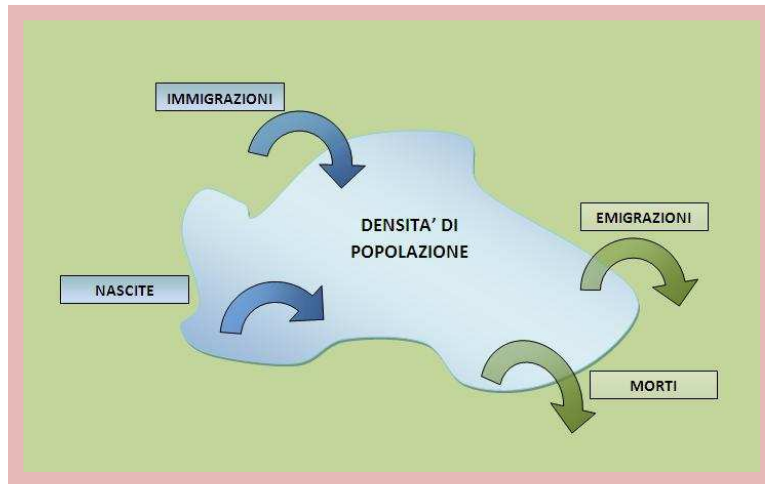 IMMIGRAZIONI
DENSITA’ DI
POPOLAZIONE
EMIGRAZIONI
NASCITE
MORTI